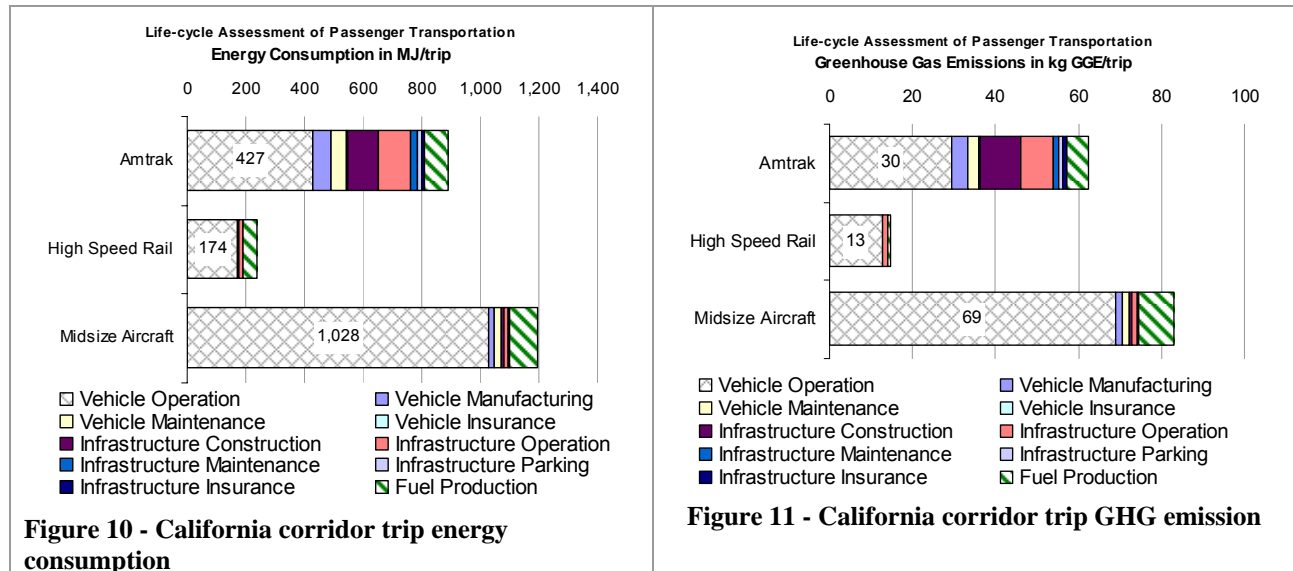 Life-cycle Assessment of Passenger Transportation
Energy Consumption in MJ/trip
0 200 400 600 800 1,000 1,200 1,400
Amtrak 427
High Speed Rail 174
Midsize Aircraft 1,028
Vehicle Operation Vehicle Manufacturing
Vehicle Maintenance Vehicle Insurance
Infrastructure Construction Infrastructure Operation
Infrastructure Maintenance Infrastructure Parking
Infrastructure Insurance Fuel Production
Figure 10 - California corridor trip energy
consumption
Life-cycle Assessment of Passenger Transportation
Greenhouse Gas Emissions in kg GGE/trip
0 20 40 60 80 100
Amtrak 30
High Speed Rail 13
Midsize Aircraft 69
Vehicle Operation Vehicle Manufacturing
Vehicle Maintenance Vehicle Insurance
Infrastructure Construction Infrastructure Operation
Infrastructure Maintenance Infrastructure Parking
Infrastructure Insurance Fuel Production
Figure 11 - California corridor trip GHG emission